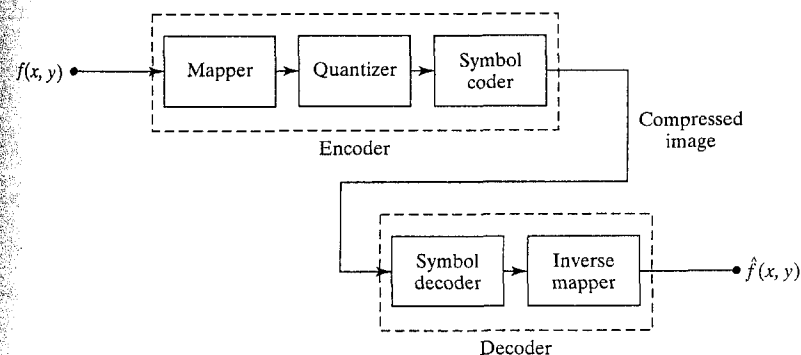 f(x, y)
Mapper
Quantizer
Symbol
coder
Encoder
Compressed
image
Symbol
decoder
Inverse
mapper
f̂(x, y)
Decoder